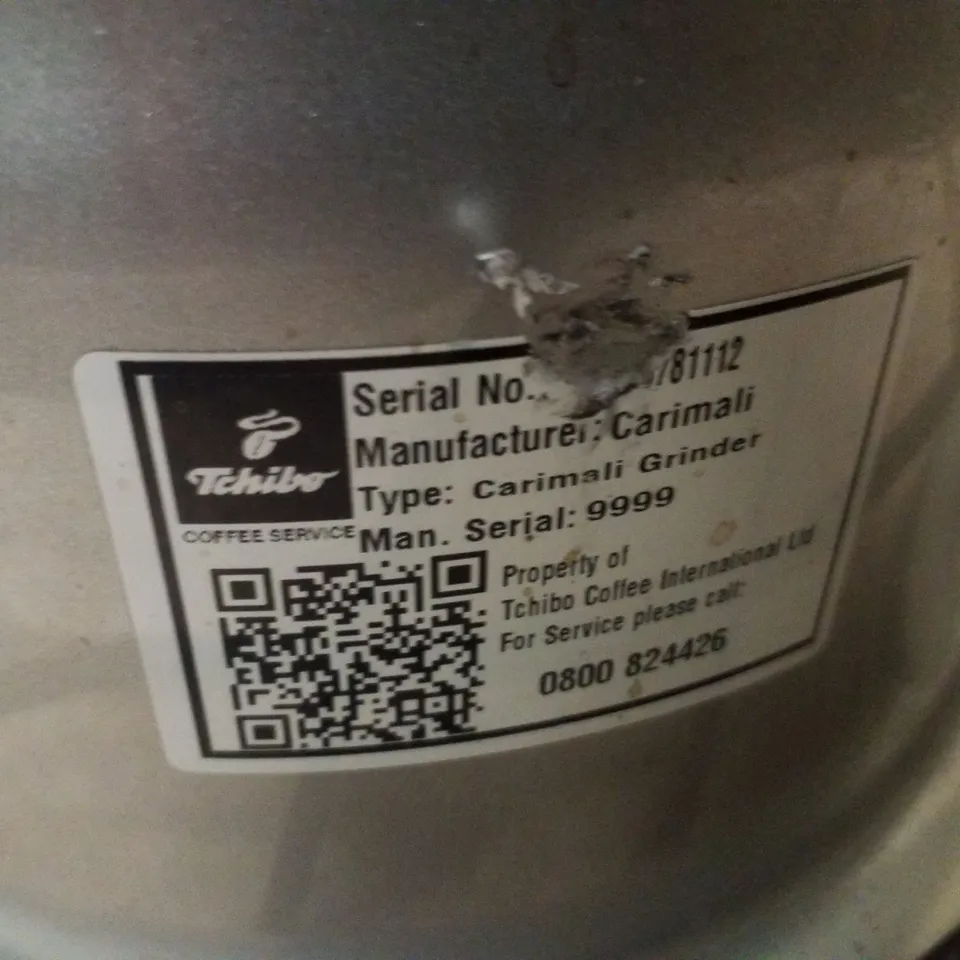 Serial No.: 781112
Manufacturer: Carimali
Type: Carimali Grinder
Man. Serial: 9999
Tchibo
COFFEE SERVICE
Property of
Tchibo Coffee International Ltd
For Service please call:
0800 824426